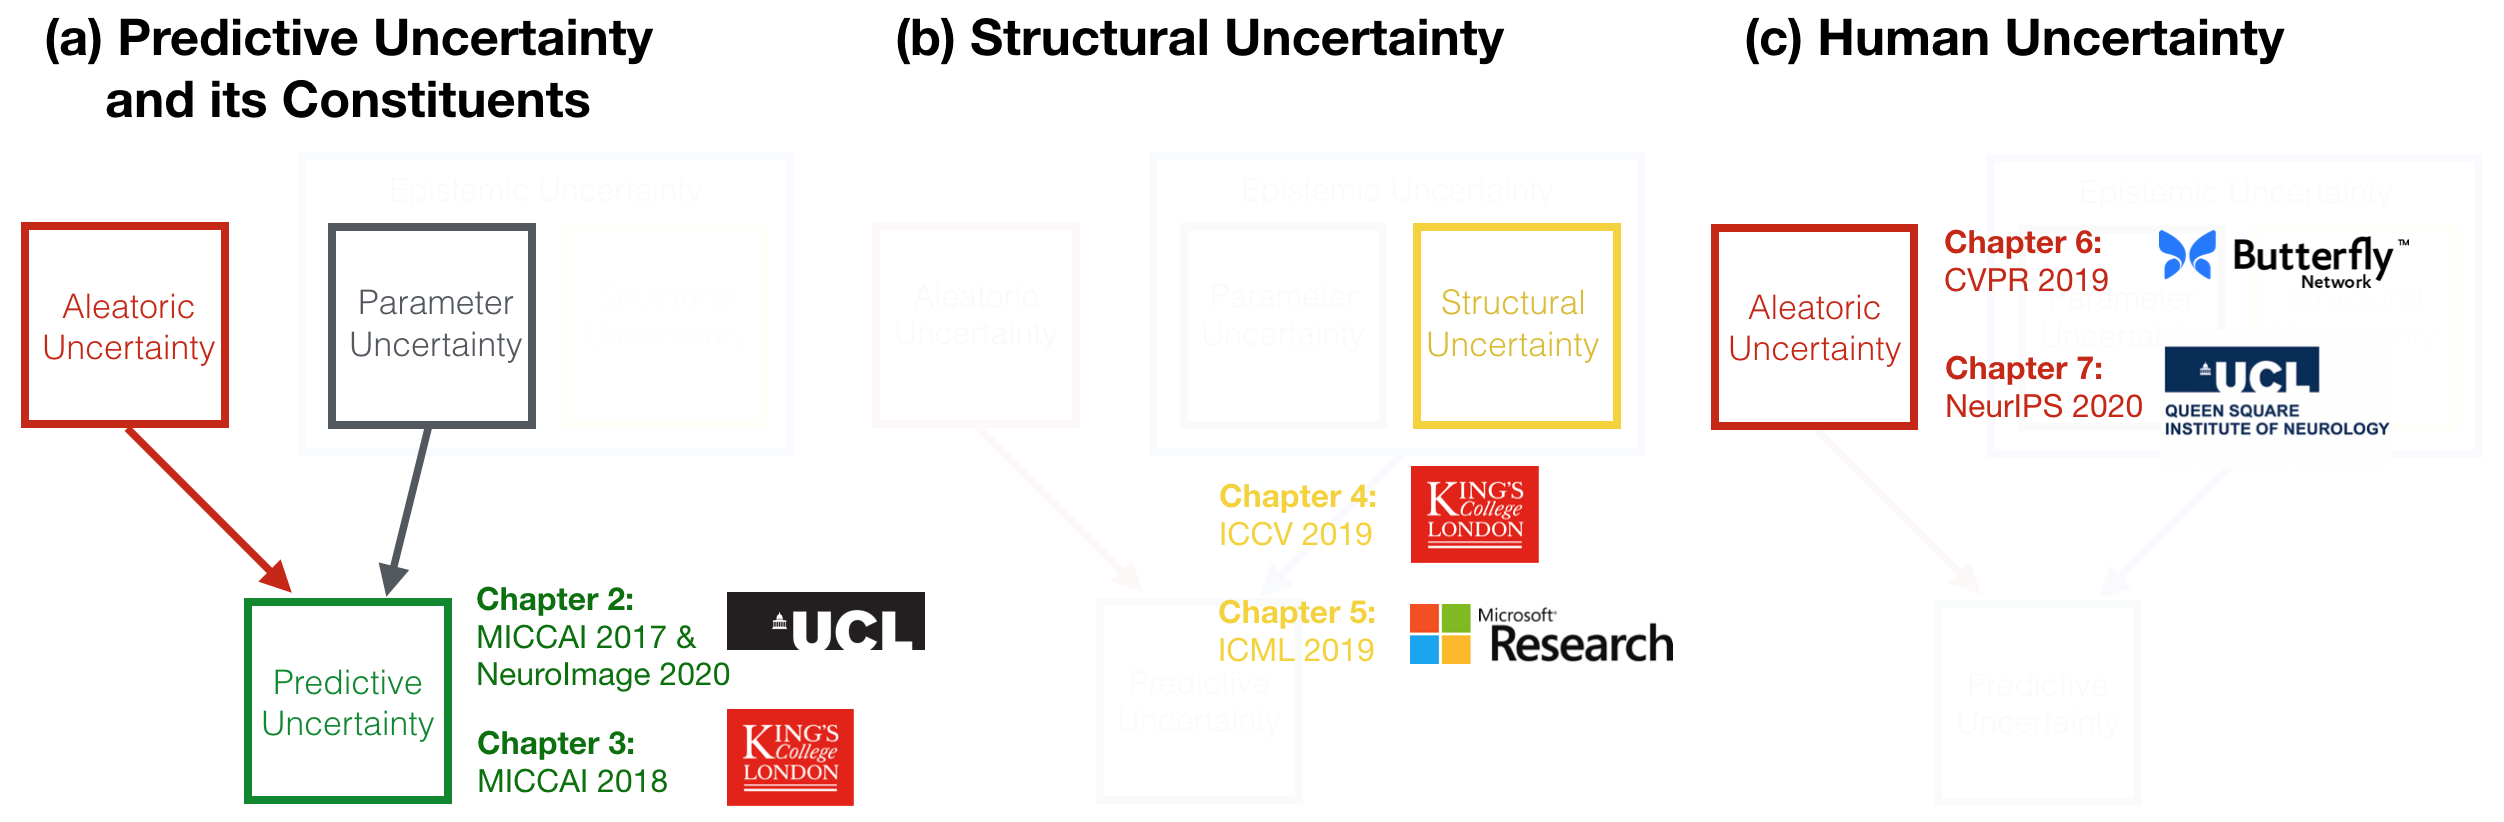 (a) Predictive Uncertainty
and its Constituents
Epistemic Uncertainty
Aleatoric
Uncertainty
Parameter
Uncertainty
Structural
Uncertainty
Predictive
Uncertainty
Chapter 2:
MICCAI 2017 &
NeuroImage 2020
UCL
Chapter 3:
MICCAI 2018
KING'S
College
LONDON
(b) Structural Uncertainty
Epistemic Uncertainty
Aleatoric
Uncertainty
Parameter
Uncertainty
Structural
Uncertainty
Chapter 4:
ICCV 2019
KING'S
College
LONDON
Chapter 5:
ICML 2019
Microsoft
Research
Predictive
Uncertainty
(c) Human Uncertainty
Epistemic Uncertainty
Aleatoric
Uncertainty
Chapter 6:
CVPR 2019
Butterfly™
Network
Chapter 7:
NeurIPS 2020
UCL
QUEEN SQUARE
INSTITUTE OF NEUROLOGY
Predictive
Uncertainty